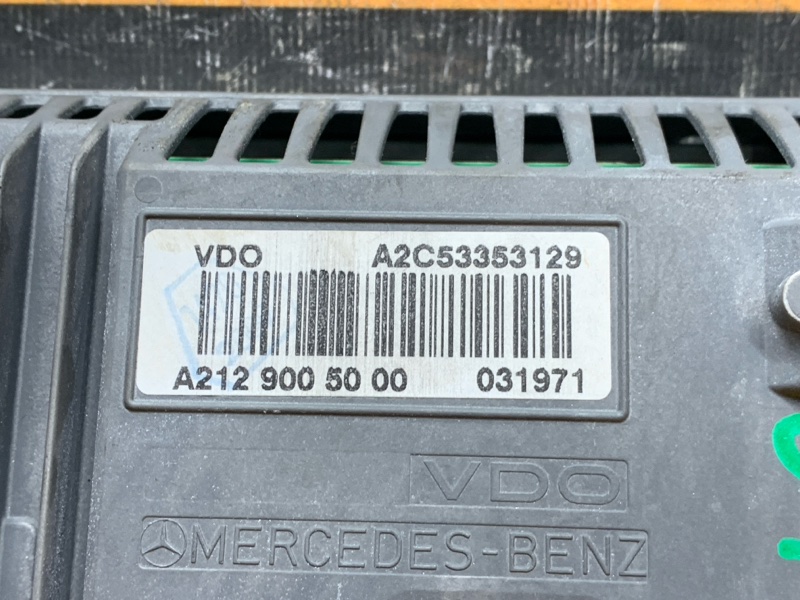 VDO A2C53353129
A212 900 50 00 031971
VDO
MERCEDES-BENZ